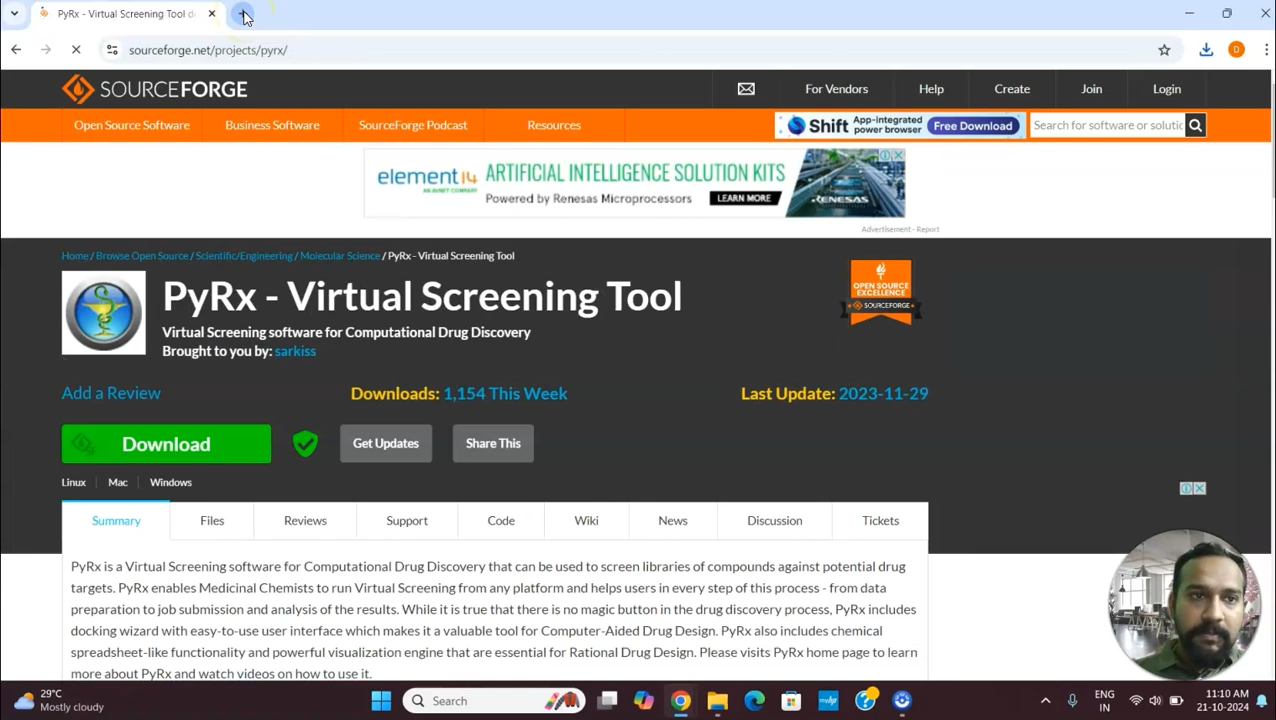 PyRx - Virtual Screening Tool d
sourceforge.net/projects/pyrx/
D
SOURCEFORGE
For Vendors
Help
Create
Join
Login
Open Source Software
Business Software
SourceForge Podcast
Resources
Shift
App-integrated
power browser
Free Download
Search for software or solutic
element14
AN AVNET COMPANY
ARTIFICIAL INTELLIGENCE SOLUTION KITS
Powered by Renesas Microprocessors
LEARN MORE
RENESAS
Advertisement - Report
Home / Browse Open Source / Scientific/Engineering / Molecular Science / PyRx - Virtual Screening Tool
PyRx - Virtual Screening Tool
Virtual Screening software for Computational Drug Discovery
Brought to you by: sarkiss
OPEN SOURCE
EXCELLENCE
SOURCEFORGE
Add a Review
Downloads: 1,154 This Week
Last Update: 2023-11-29
Download
Get Updates
Share This
Linux
Mac
Windows
Summary
Files
Reviews
Support
Code
Wiki
News
Discussion
Tickets
PyRx is a Virtual Screening software for Computational Drug Discovery that can be used to screen libraries of compounds against potential drug
targets. PyRx enables Medicinal Chemists to run Virtual Screening from any platform and helps users in every step of this process - from data
preparation to job submission and analysis of the results. While it is true that there is no magic button in the drug discovery process, PyRx includes
docking wizard with easy-to-use user interface which makes it a valuable tool for Computer-Aided Drug Design. PyRx also includes chemical
spreadsheet-like functionality and powerful visualization engine that are essential for Rational Drug Design. Please visits PyRx home page to learn
more about PyRx and watch videos on how to use it.
29°C
Mostly cloudy
Search
myhp
ENG
IN
11:10 AM
21-10-2024